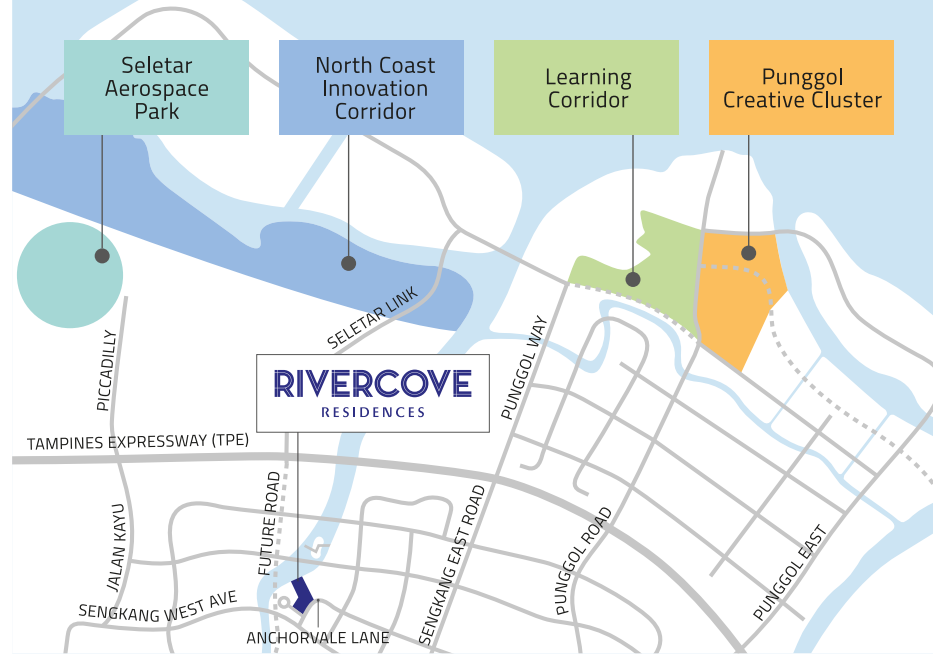 Seletar
Aerospace
Park
North Coast
Innovation
Corridor
Learning
Corridor
Punggol
Creative Cluster
SELETAR LINK
PICCADILLY
PUNGGOL WAY
RIVERCOVE
RESIDENCES
TAMPINES EXPRESSWAY (TPE)
JALAN KAYU
FUTURE ROAD
SENGKANG EAST ROAD
PUNGGOL ROAD
PUNGGOL EAST
SENGKANG WEST AVE
ANCHORVALE LANE